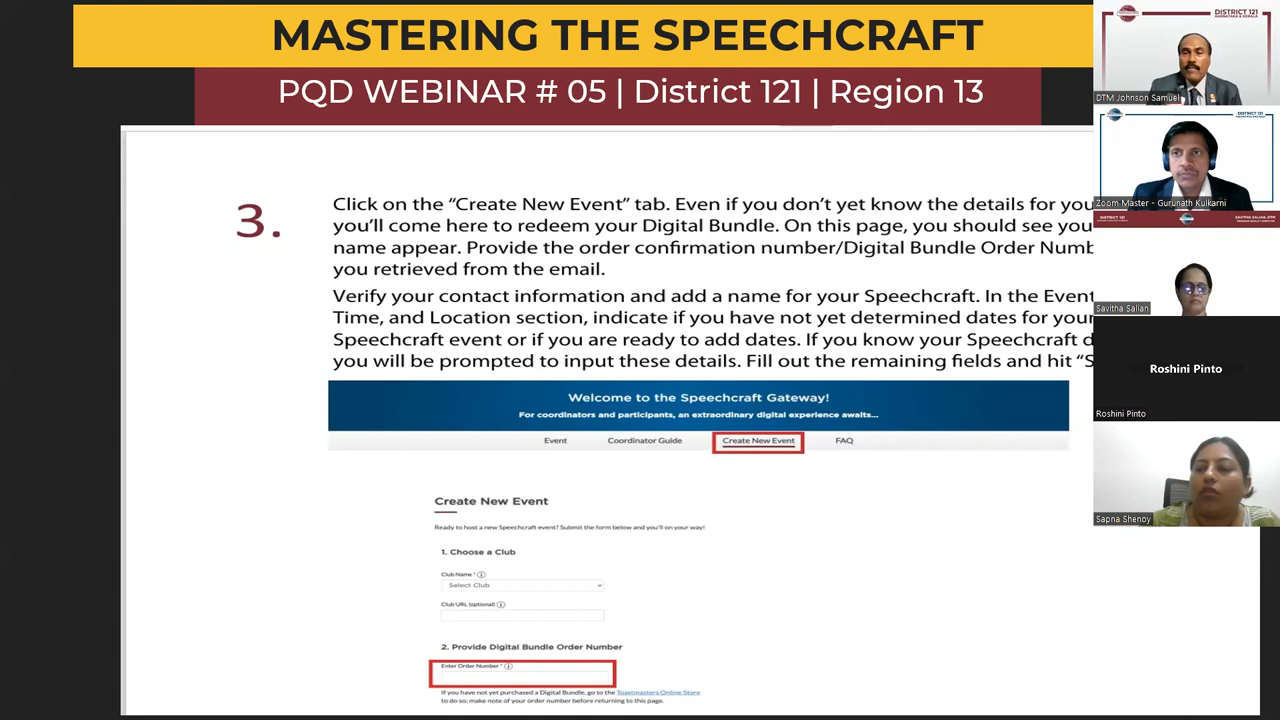 MASTERING THE SPEECHCRAFT
PQD WEBINAR # 05 | District 121 | Region 13
3.
Click on the “Create New Event” tab. Even if you don’t yet know the details for you
you’ll come here to redeem your Digital Bundle. On this page, you should see you
name appear. Provide the order confirmation number/Digital Bundle Order Numb
you retrieved from the email.
Verify your contact information and add a name for your Speechcraft. In the Event
Time, ad Location section, indicate if you have not yet determined dates for your
Speechcraft event or if you are ready to add dates. If you know your Speechcraft d
you will be prompted to input these details. Fill out the remaining fields and hit “S
Welcome to the Speechcraft Gateway!
For coordinators and participants, an extraordinary digital experience awaits...
Event Coordinator Guide Create New Event FAQ
Create New Event
Ready to host a new Speechcraft event? Submit the form below and you'll on your way!
1. Choose a Club
Club Name *
Select Club
Club URL (optional)
2. Provide Digital Bundle Order Number
Enter Order Number *
If you have not yet purchased a Digital Bundle, go to the Toastmasters Online Store
to do so; make note of your order number before returning to this page.
DISTRICT 121
KARNATAKA & KERALA
DTM Johnson Samuel
DISTRICT 121
Zoom Master - Gurunath Kulkarni
DISTRICT 121
SAVITHA SALIAN, DTM
Savitha Salian
Roshini Pinto
Roshini Pinto
Sapna Shenoy